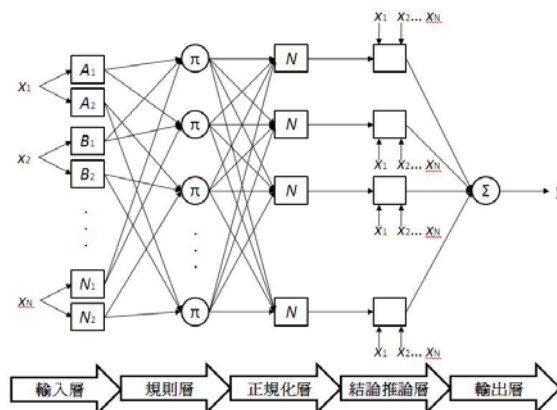 X1 X2... XN
A1 π N
X1
A2
B1 π N
X2
B2
X1 X2... XN
π N Σ
X1 X2... XN
N1
XN
N2 π N
X1 X2... XN
輸入層 規則層 正規化層 結論推論層 輸出層